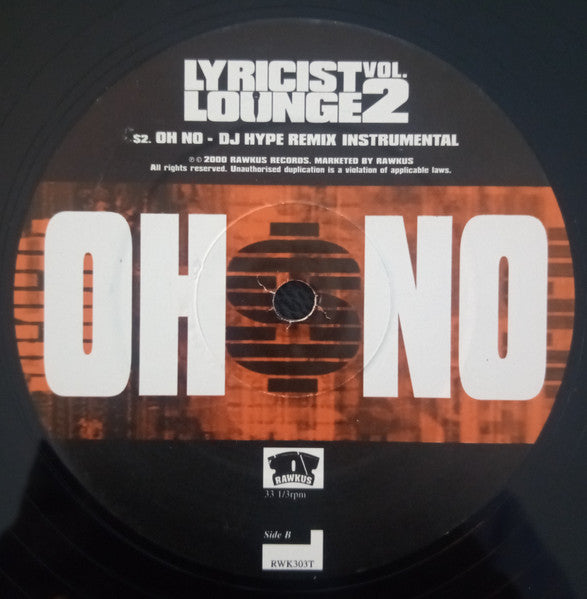 LYRICIST VOL.
LOUNGE 2
S2. OH NO - DJ HYPE REMIX INSTRUMENTAL
℗ © 2000 RAWKUS RECORDS. MARKETED BY RAWKUS
All rights reserved. Unauthorised duplication is a violation of applicable laws.
OH $ NO
RAWKUS
33 1/3rpm
Side B
RWK303T